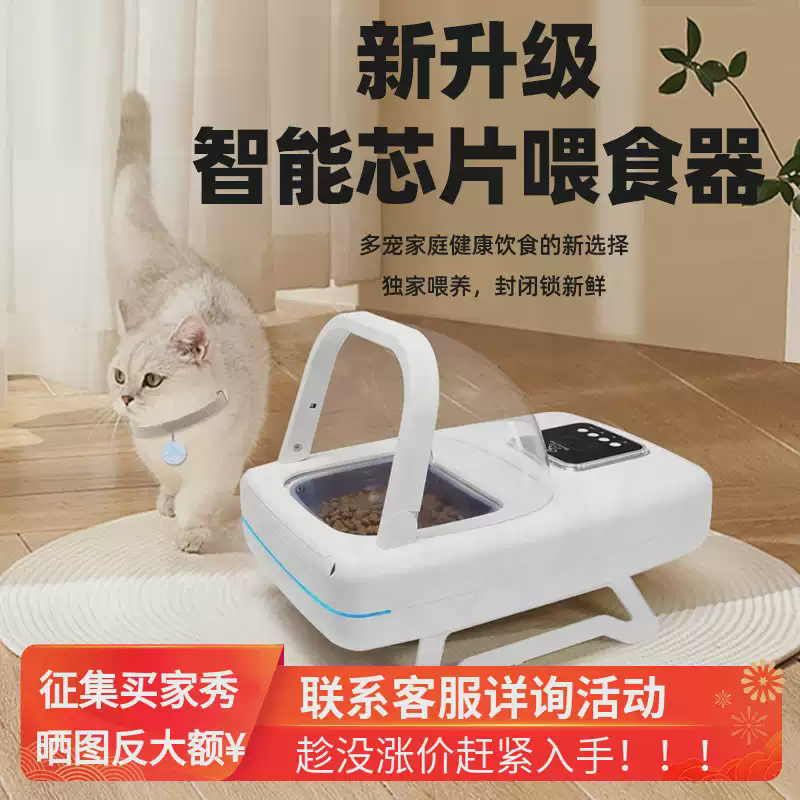 新升级
智能芯片喂食器
多宠家庭健康饮食的新选择
独家喂养，封闭锁新鲜
征集买家秀
晒图反大额¥
联系客服详询活动
趁没涨价赶紧入手！！！